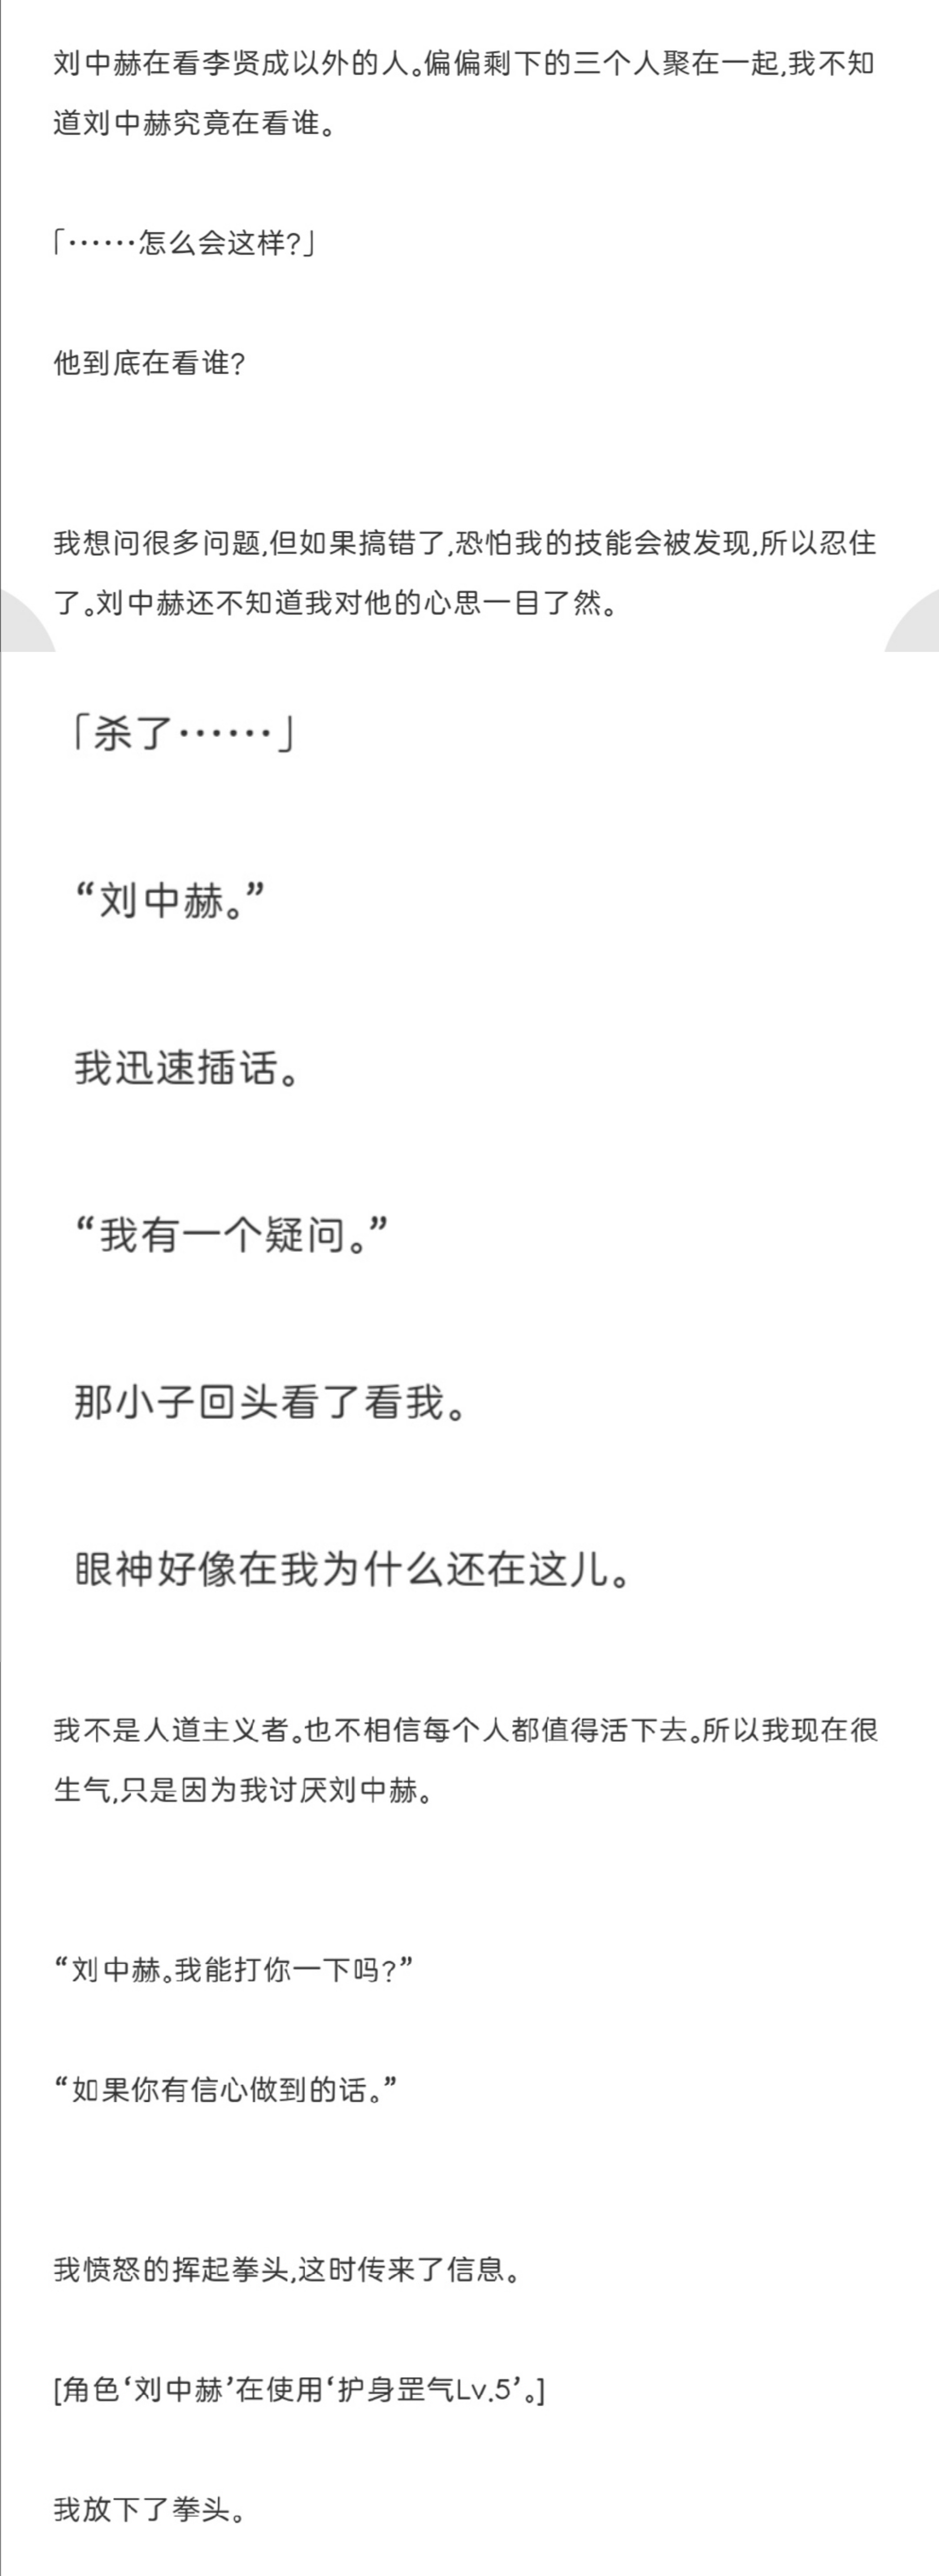 刘中赫在看李贤成以外的人。偏偏剩下的三个人聚在一起,我不知
道刘中赫究竟在看谁。
「⋯⋯怎么会这样?」
他到底在看谁?
我想问很多问题,但如果搞错了,恐怕我的技能会被发现,所以忍住
了。刘中赫还不知道我对他的心思一目了然。
「杀了⋯⋯」
“刘中赫。”
我迅速插话。
“我有一个疑问。”
那小子回头看了看我。
眼神好像在我为什么还在这儿。
我不是人道主义者。也不相信每个人都值得活下去。所以我现在很
生气,只是因为我讨厌刘中赫。
“刘中赫。我能打你一下吗?”
“如果你有信心做到的话。”
我愤怒的挥起拳头,这时传来了信息。
[角色‘刘中赫’在使用‘护身罡气Lv.5’。]
我放下了拳头。